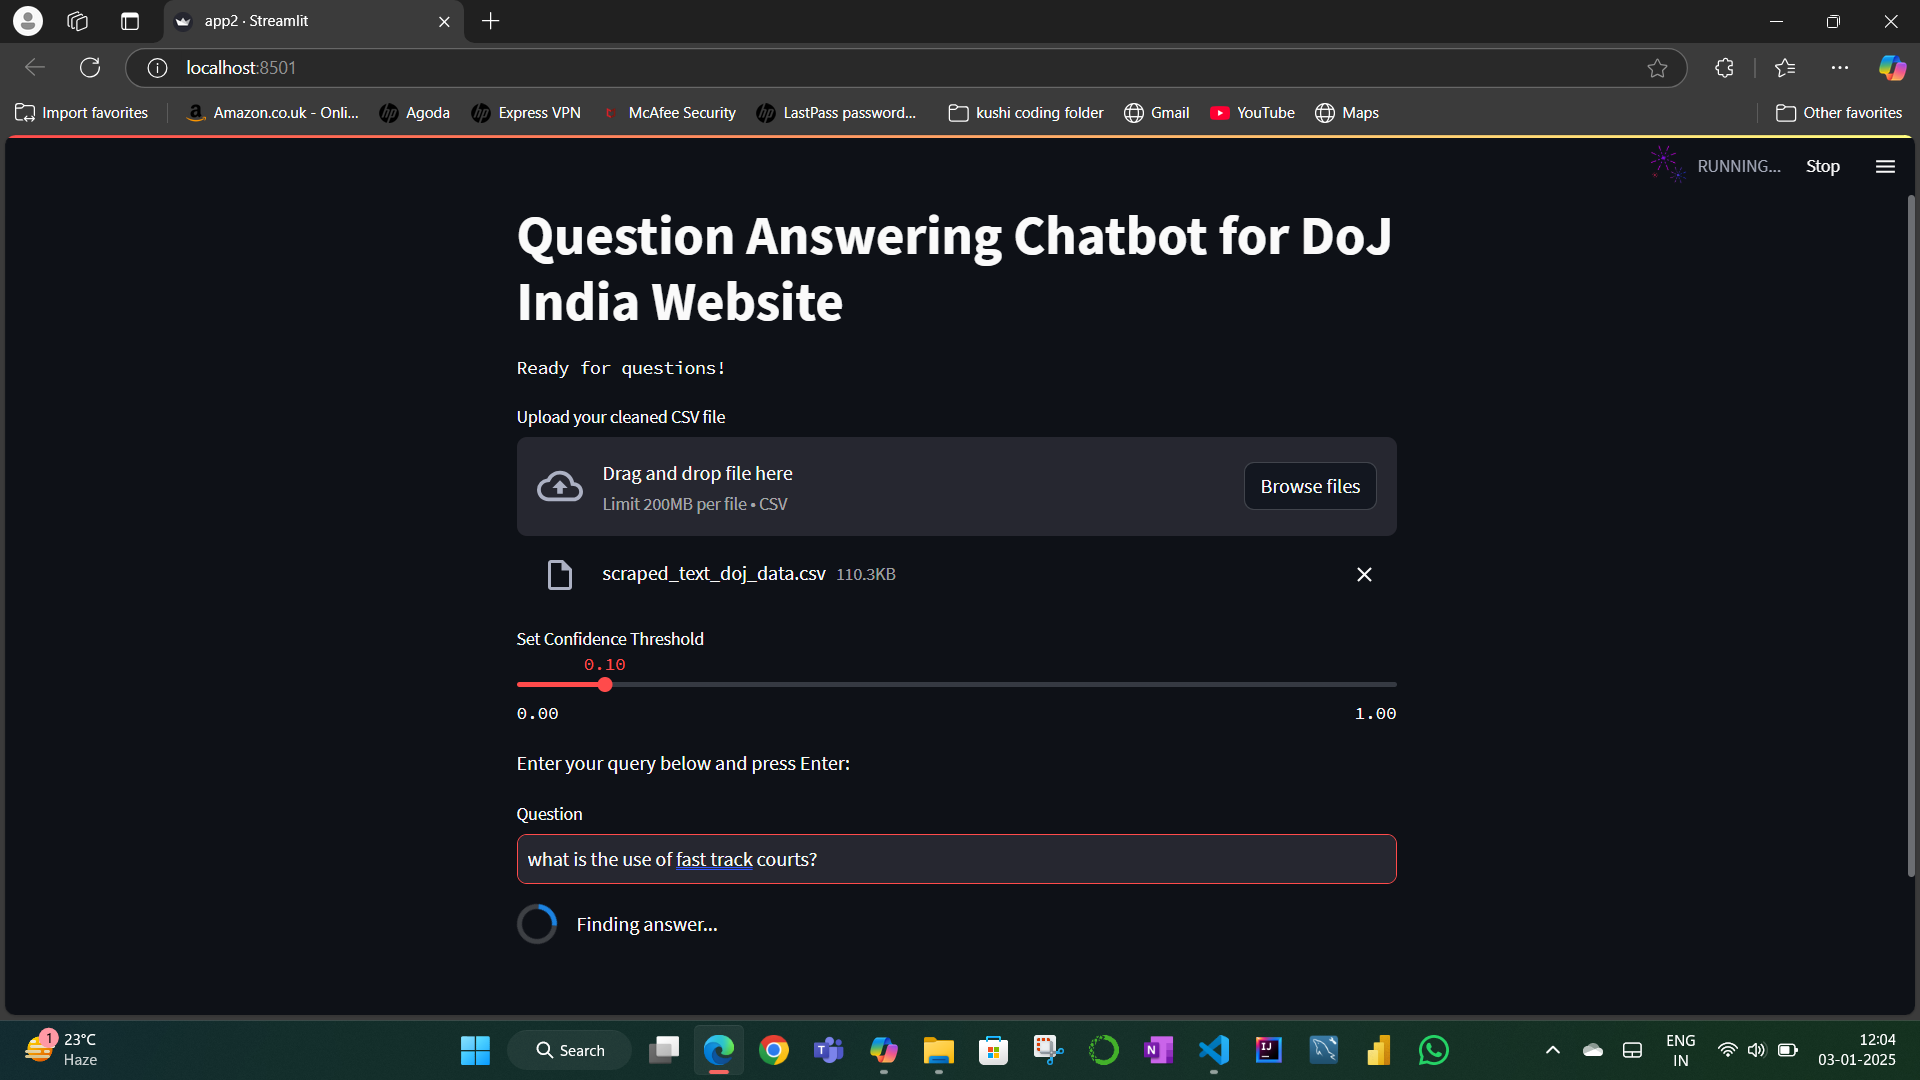 app2 · Streamlit
localhost:8501
Import favorites
Amazon.co.uk - Onli...
Agoda
Express VPN
McAfee Security
LastPass password...
kushi coding folder
Gmail
YouTube
Maps
Other favorites
RUNNING...
Stop
Question Answering Chatbot for DoJ
India Website
Ready for questions!
Upload your cleaned CSV file
Drag and drop file here
Limit 200MB per file • CSV
Browse files
scraped_text_doj_data.csv 110.3KB
Set Confidence Threshold
0.10
0.00
1.00
Enter your query below and press Enter:
Question
what is the use of fast track courts?
Finding answer...
1
23°C
Haze
Search
ENG
IN
12:04
03-01-2025